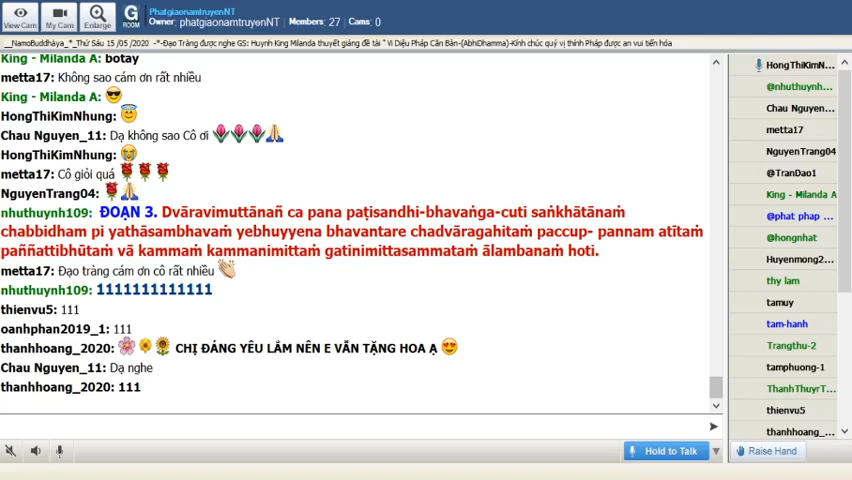 View Cam
My Cam
Enlarge
G
ROOM
PhatgiaonamtruyenNT
Owner: phatgiaonamtruyenNT Members: 27 Cams: 0
__NamoBuddhàya_*_Thứ Sáu 15 /05 /2020 -*-Đạo Tràng được nghe GS: Huynh King Milanda thuyết giảng đề tài " Vi Diệu Pháp Căn Bản-(AbhiDhamma)-Kính chúc quý vị thính Pháp được an vui tiến hóa
King - Milanda A: botay
metta17: Không sao cám ơn rất nhiều
King - Milanda A:
HongThiKimNhung:
Chau Nguyen_11: Dạ không sao Cô ơi
HongThiKimNhung:
metta17: Cô giỏi quá
NguyenTrang04:
nhuthuynh109: ĐOẠN 3. Dvāravimuttānañ ca pana paṭisandhi-bhavaṅga-cuti saṅkhātānaṁ
chabbidham pi yathāsambhavaṁ yebhuyyena bhavantare chadvāragahitaṁ paccup- pannam atītaṁ
paññattibhūtaṁ vā kammaṁ kammanimittaṁ gatinimittasammataṁ ālambanaṁ hoti.
metta17: Đạo tràng cám ơn cô rất nhiều
nhuthuynh109: 1111111111111
thienvu5: 111
oanhphan2019_1: 111
thanhhoang_2020: CHỊ ĐÁNG YÊU LẮM NÊN E VẪN TẶNG HOA Ạ
Chau Nguyen_11: Dạ nghe
thanhhoang_2020: 111
HongThiKimN...
@nhuthuynh...
Chau Nguyen...
metta17
NguyenTrang04
@TranDao1
King - Milanda A
@phat phap ...
@hongnhat
Huyenmong2...
thy lam
tamuy
tam-hanh
Trangthu-2
tamphuong-1
ThanhThuyrT...
thienvu5
thanhhoang_...
Hold to Talk
Raise Hand